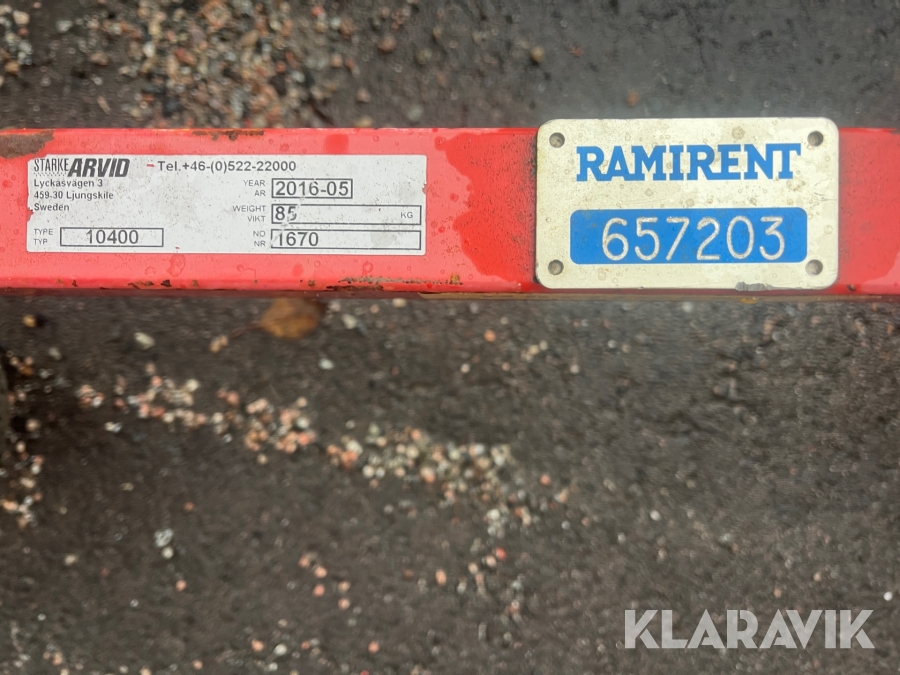 STARKE ARVID
Tel.+46-(0)522-22000
Lyckasvägen 3
459-30 Ljungskile
Sweden
YEAR
ÅR
2016-05
WEIGHT
VIKT
85
KG
TYPE
TYP
10400
NO
NR
1670
RAMIRENT
657203
KLARAVIK